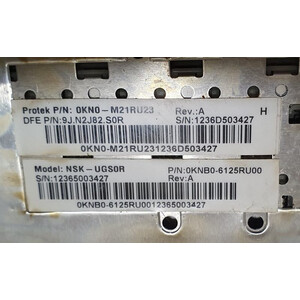 Protek P/N: 0KN0-M21RU23 Rev.:A H
DFE P/N:9J.N2J82.S0R S/N:1236D503427
0KN0-M21RU231236D503427
Model: NSK-UGS0R P/N:0KNB0-6125RU00
S/N:12365003427 Rev:A
0KNB0-6125RU0012365003427